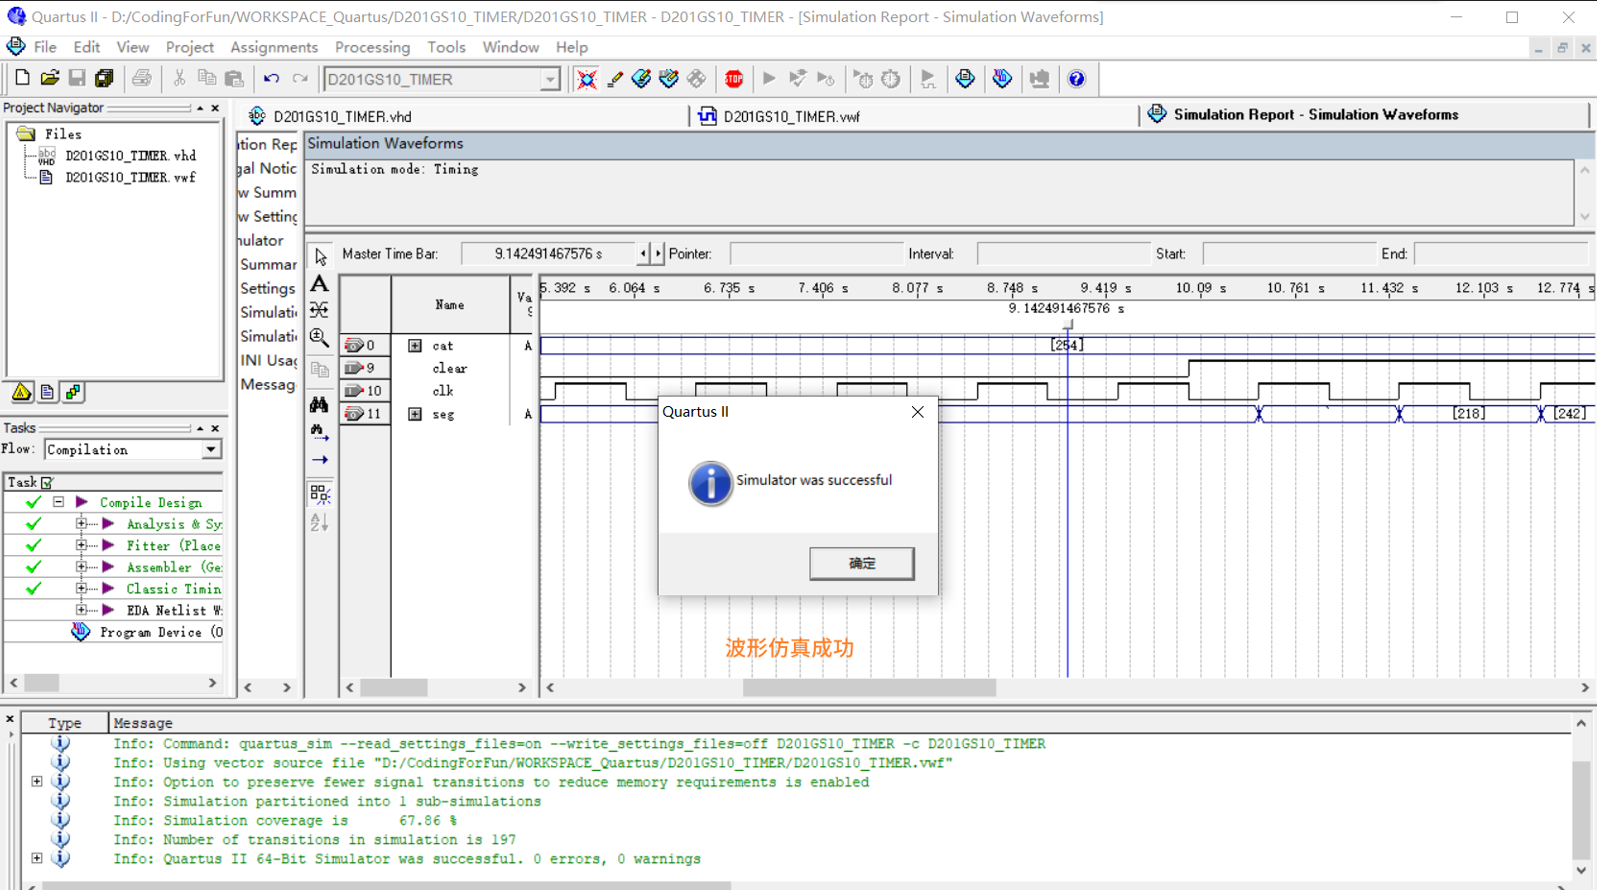 Quartus II - D:/CodingForFun/WORKSPACE_Quartus/D201GS10_TIMER/D201GS10_TIMER - D201GS10_TIMER - [Simulation Report - Simulation Waveforms]
File Edit View Project Assignments Processing Tools Window Help
D201GS10_TIMER
STOP
Project Navigator
Files
D201GS10_TIMER.vhd
D201GS10_TIMER.vwf
Tasks
Flow: Compilation
Task
Compile Design
Analysis & Sy
Fitter (Place
Assembler (Ge
Classic Timin
EDA Netlist W
Program Device (O
D201GS10_TIMER.vhd
D201GS10_TIMER.vwf
Simulation Report - Simulation Waveforms
tion Rep
gal Notic
w Summ
w Setting
nulator
Summar
Settings
Simulati
Simulati
INI Usag
Messag
Simulation Waveforms
Simulation mode: Timing
Master Time Bar: 9.142491467576 s Pointer: Interval: Start: End:
Name
Va
9
5.392 s 6.064 s 6.735 s 7.406 s 8.077 s 8.748 s 9.419 s 10.09 s 10.761 s 11.432 s 12.103 s 12.774 s
9.142491467576 s
0 cat A [254]
9 clear
10 clk
11 seg A [218] [242]
Quartus II
Simulator was successful
确定
波形仿真成功
Type Message
Info: Command: quartus_sim --read_settings_files=on --write_settings_files=off D201GS10_TIMER -c D201GS10_TIMER
Info: Using vector source file "D:/CodingForFun/WORKSPACE_Quartus/D201GS10_TIMER/D201GS10_TIMER.vwf"
Info: Option to preserve fewer signal transitions to reduce memory requirements is enabled
Info: Simulation partitioned into 1 sub-simulations
Info: Simulation coverage is 67.86 %
Info: Number of transitions in simulation is 197
Info: Quartus II 64-Bit Simulator was successful. 0 errors, 0 warnings